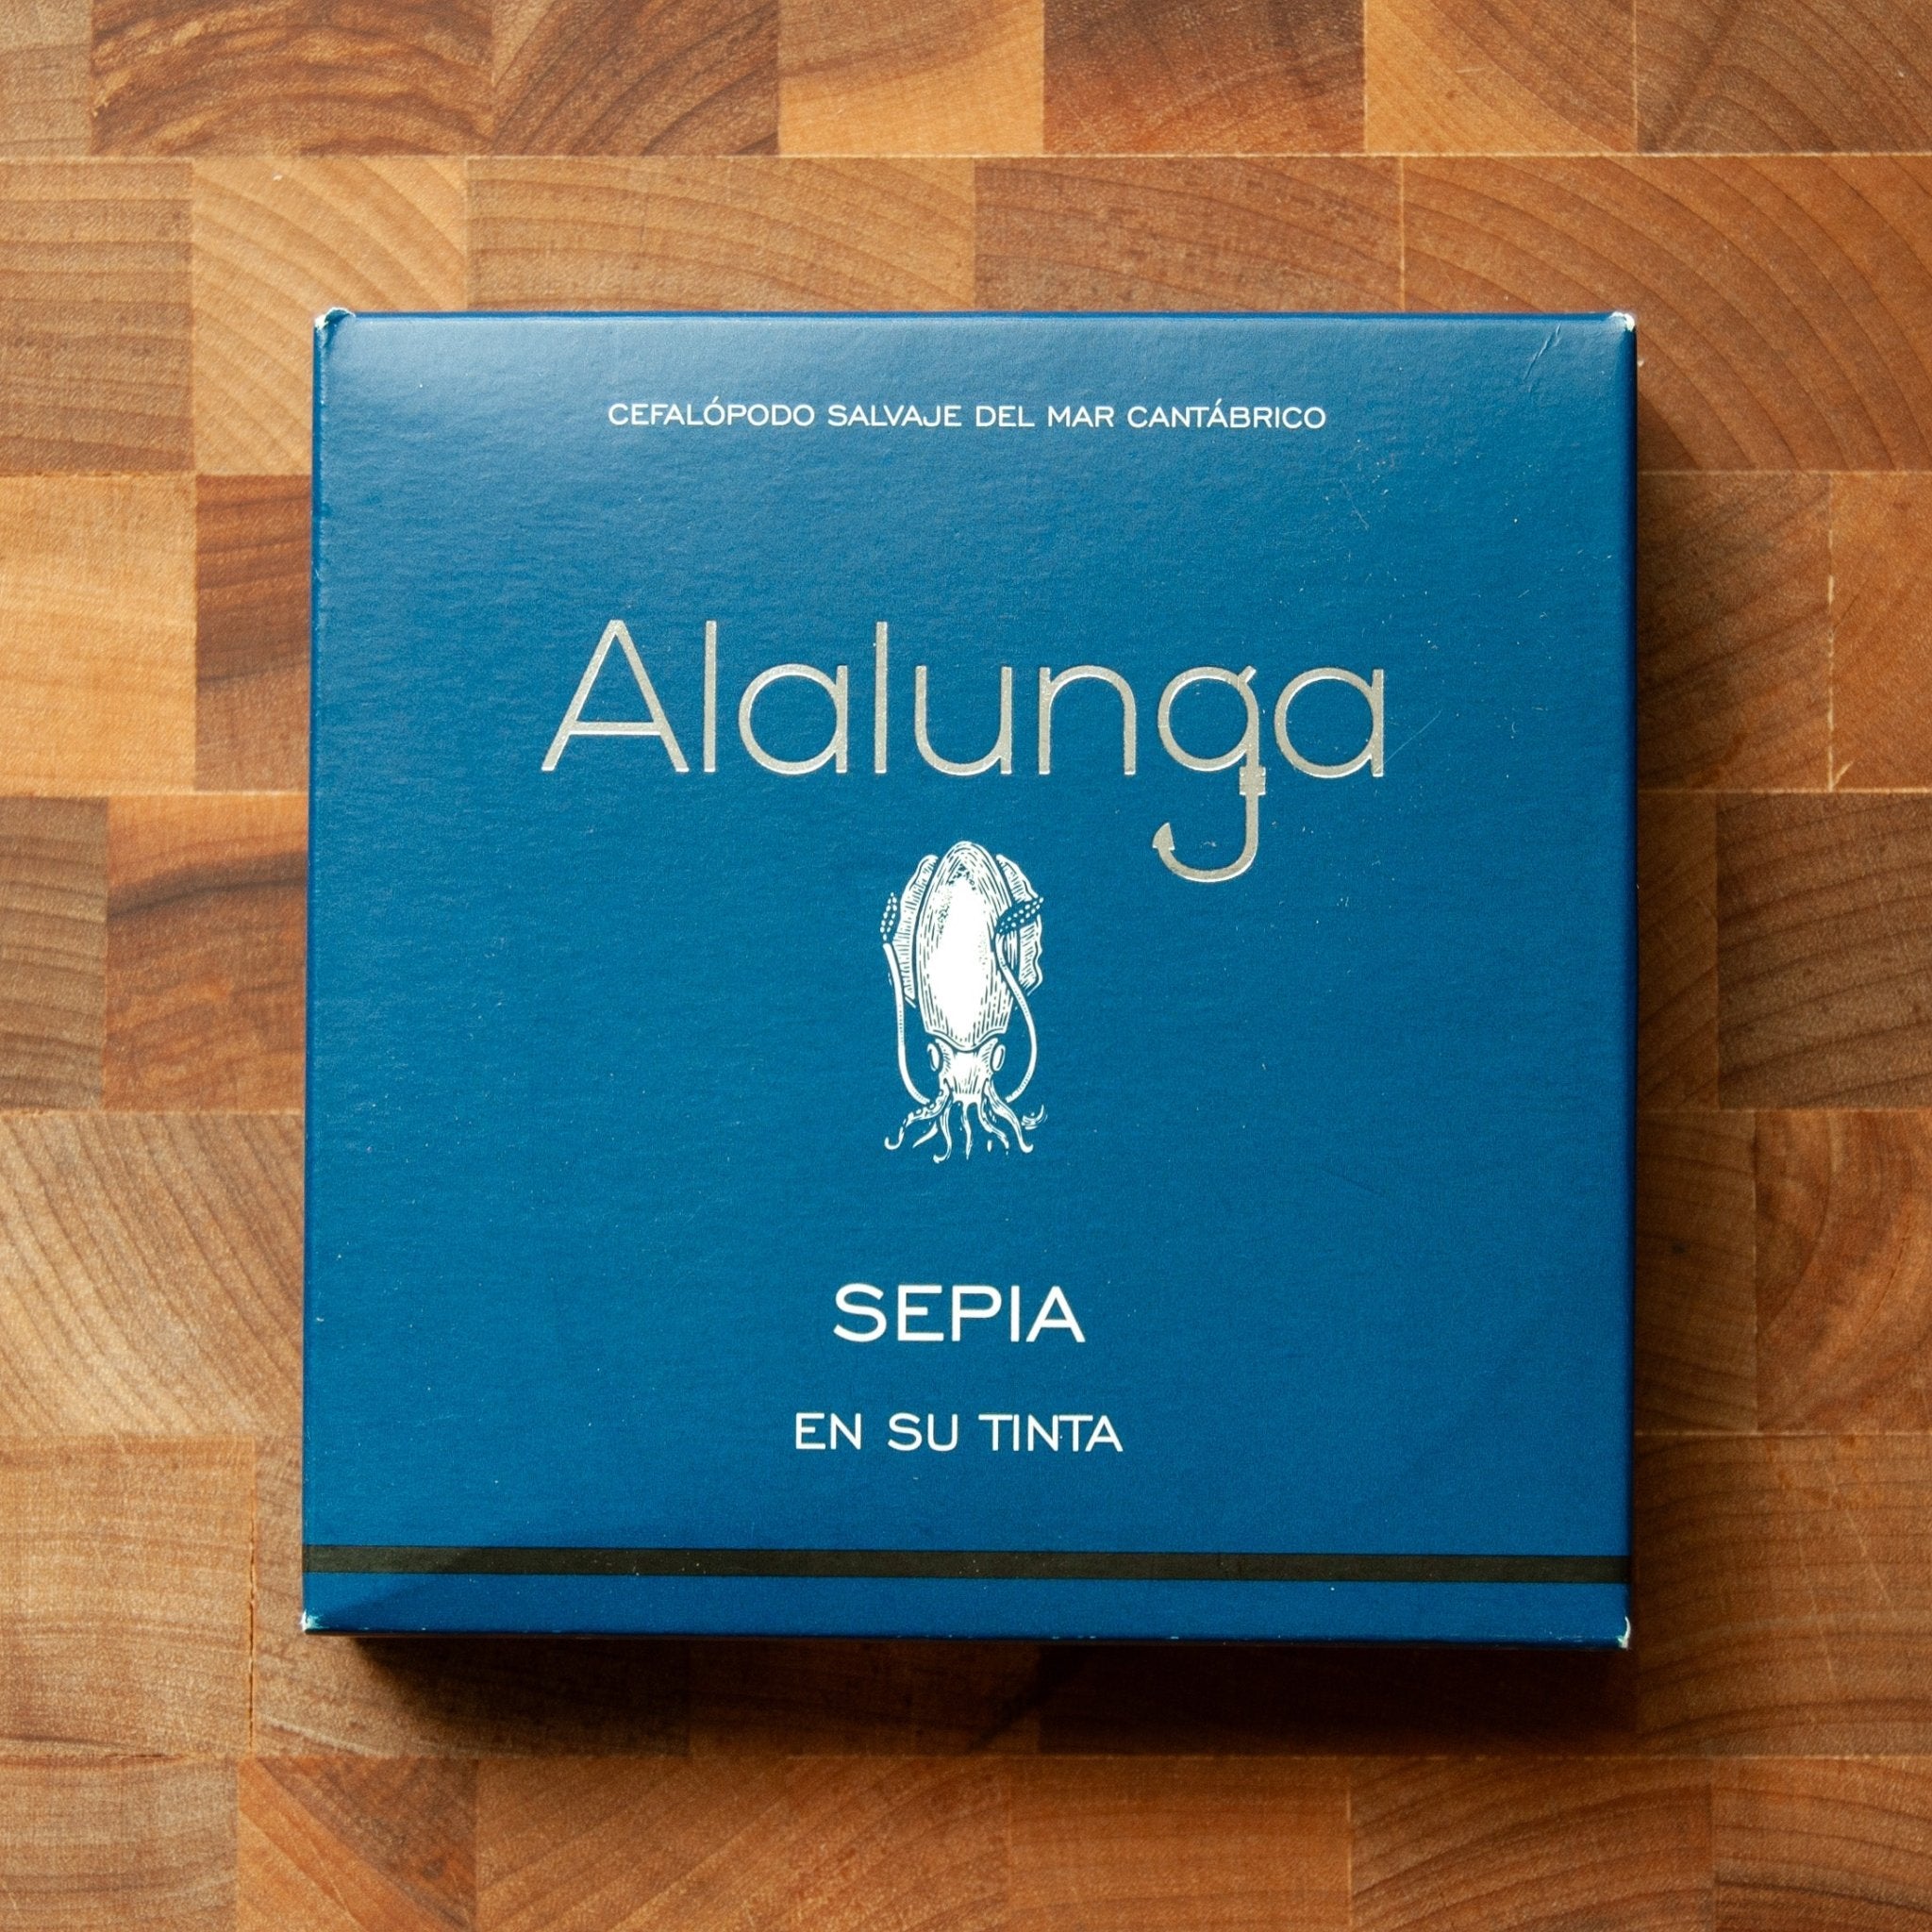 CEFALÓPODO SALVAJE DEL MAR CANTÁBRICO
Alalunga
SEPIA
EN SU TINTA